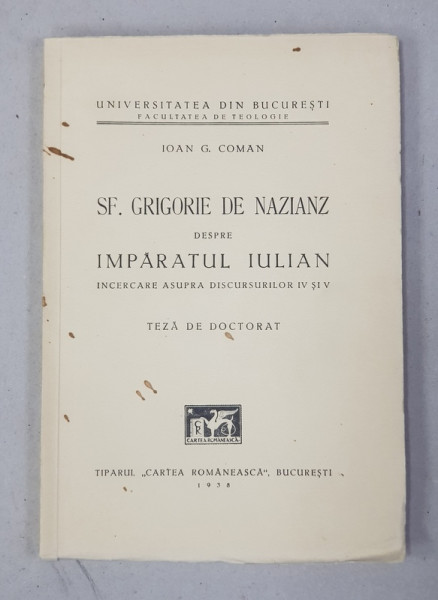 UNIVERSITATEA DIN BUCUREȘTI
FACULTATEA DE TEOLOGIE
IOAN G. COMAN
SF. GRIGORIE DE NAZIANZ
DESPRE
IMPĂRATUL IULIAN
INCERCARE ASUPRA DISCURSURILOR IV ȘI V
TEZĂ DE DOCTORAT
C R
CARTEA ROMÂNEASCĂ
TIPARUL „CARTEA ROMÂNEASCĂ“, BUCUREȘTI
1938